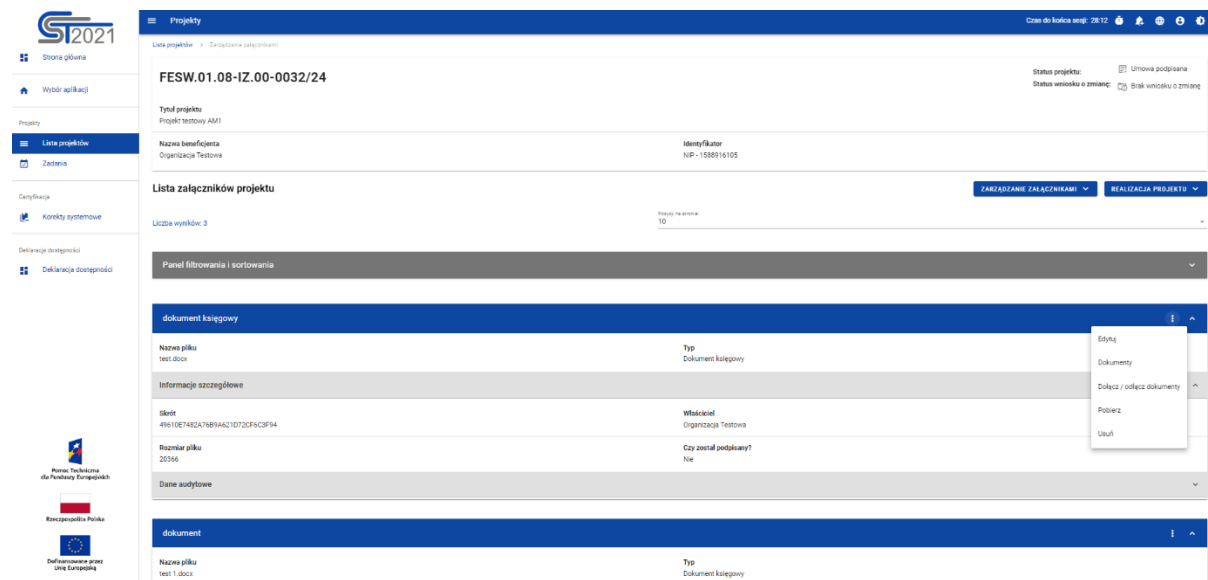 CST2021
Strona główna
Wybór aplikacji
Projekty
Lista projektów
Zadania
Certyfikacja
Korekty systemowe
Deklaracja dostępności
Deklaracja dostępności
Pomoc Techniczna
dla Funduszy Europejskich
Rzeczpospolita Polska
Dofinansowane przez
Unię Europejską
Projekty
Czas do końca sesji: 28:12
Lista projektów > Zarządzanie załącznikami
FESW.01.08-IZ.00-0032/24
Status projektu: Umowa podpisana
Status wniosku o zmianę: Brak wniosku o zmianę
Tytuł projektu
Projekt testowy AM1
Nazwa beneficjenta
Organizacja Testowa
Identyfikator
NIP - 1588916105
Lista załączników projektu
ZARZĄDZANIE ZAŁĄCZNIKAMI
REALIZACJA PROJEKTU
Liczba wyników: 3
Pozycji na stronie
10
Panel filtrowania i sortowania
dokument księgowy
Nazwa pliku
test.docx
Typ
Dokument księgowy
Edytuj
Dokumenty
Dołącz / odłącz dokumenty
Pobierz
Usuń
Informacje szczegółowe
Skrót
49610E7482A76B9A621D72CF6C3F94
Właściciel
Organizacja Testowa
Rozmiar pliku
20366
Czy został podpisany?
Nie
Dane audytowe
dokument
Nazwa pliku
test 1.docx
Typ
Dokument księgowy